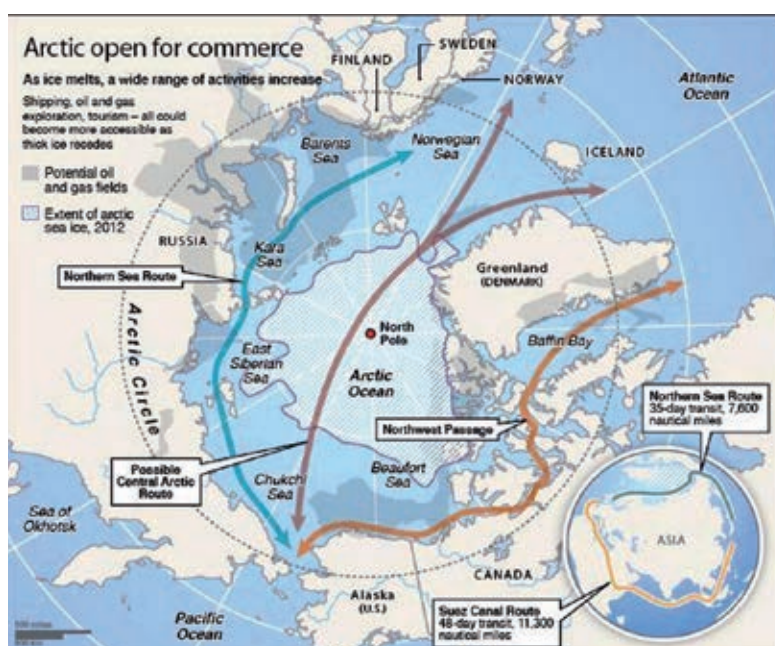 Arctic open for commerce
As ice melts, a wide range of activities increase
Shipping, oil and gas
exploration, tourism – all could
become more accessible as
thick ice recedes
Potential oil
and gas fields
Extent of arctic
sea ice, 2012
FINLAND
SWEDEN
NORWAY
Atlantic
Ocean
Barents
Sea
Norwegian
Sea
ICELAND
RUSSIA
Kara
Sea
Northern Sea Route
Greenland
(DENMARK)
Arctic Circle
North
Pole
Baffin Bay
East
Siberian
Sea
Arctic
Ocean
Northern Sea Route
35-day transit, 7,600
nautical miles
Northwest Passage
Possible
Central Arctic
Route
Beaufort
Sea
Chukchi
Sea
Sea of
Okhotsk
ASIA
CANADA
Alaska
(U.S.)
Suez Canal Route
48-day transit, 11,300
nautical miles
Pacific
Ocean